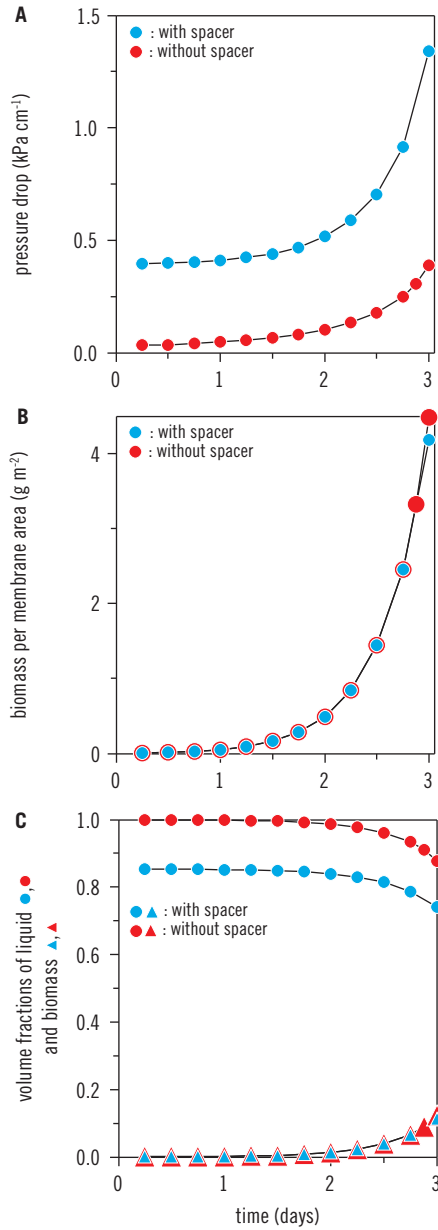 A
1.5
: with spacer
: without spacer
1.0
pressure drop (kPa cm⁻¹)
0.5
0.0
0 1 2 3
B
: with spacer
: without spacer
4
biomass per membrane area (g m⁻²)
2
0
0 1 2 3
C
1.0
0.8
: with spacer
: without spacer
0.6
volume fractions of liquid ,
and biomass ,
0.4
0.2
0.0
0 1 2 3
time (days)